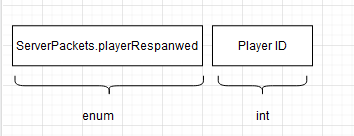 ServerPackets.playerRespanwed
Player ID
enum
int